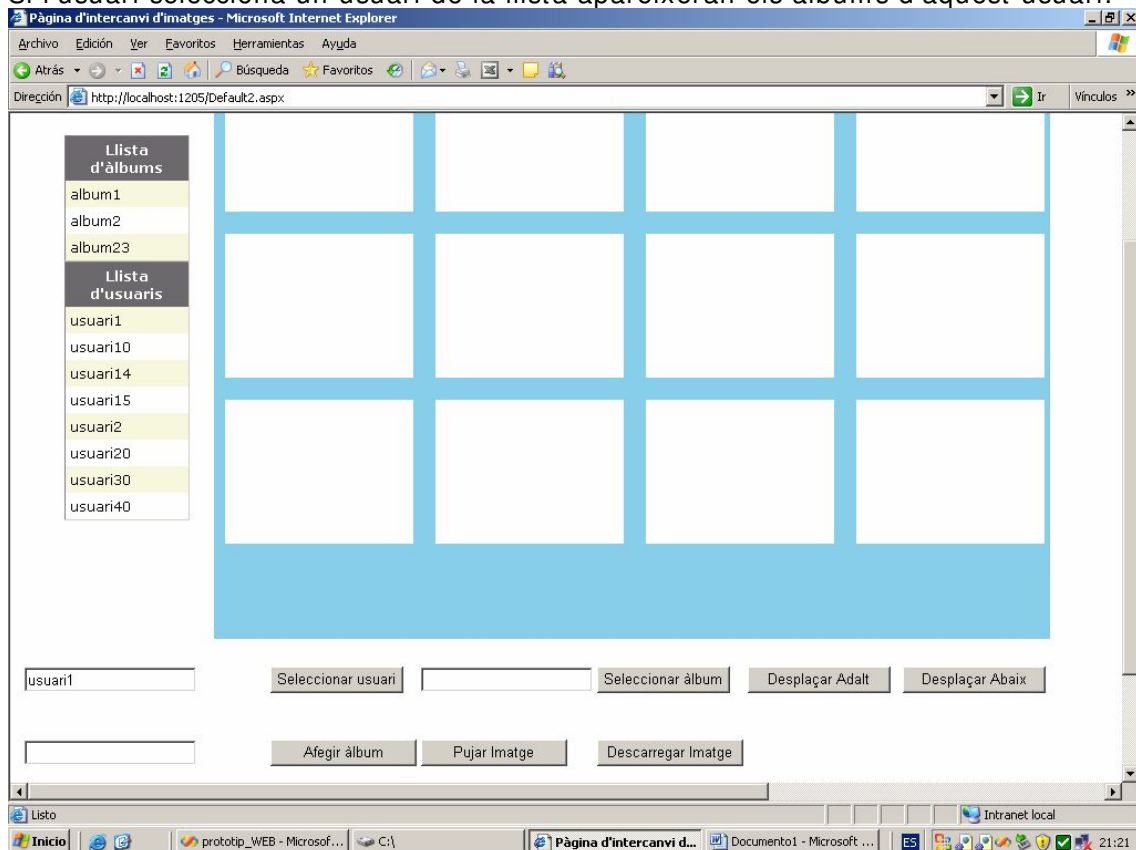 Si l'usuari selecciona un usuari de la llista apareixeran els àlbums d'aquest usuari.
Pàgina d'intercanvi d'imatges - Microsoft Internet Explorer
Archivo Edición Ver Favoritos Herramientas Ayuda
Atrás Búsqueda Favoritos
Dirección http://localhost:1205/Default2.aspx Ir Vínculos »
Llista
d'àlbums
album1
album2
album23
Llista
d'usuaris
usuari1
usuari10
usuari14
usuari15
usuari2
usuari20
usuari30
usuari40
usuari1 Seleccionar usuari Seleccionar àlbum Desplaçar Adalt Desplaçar Abaix
Afegir àlbum Pujar Imatge Descarregar Imatge
Listo Intranet local
Inicio prototip_WEB - Microsof... C:\ Pàgina d'intercanvi d... Documento1 - Microsoft ... ES 21:21